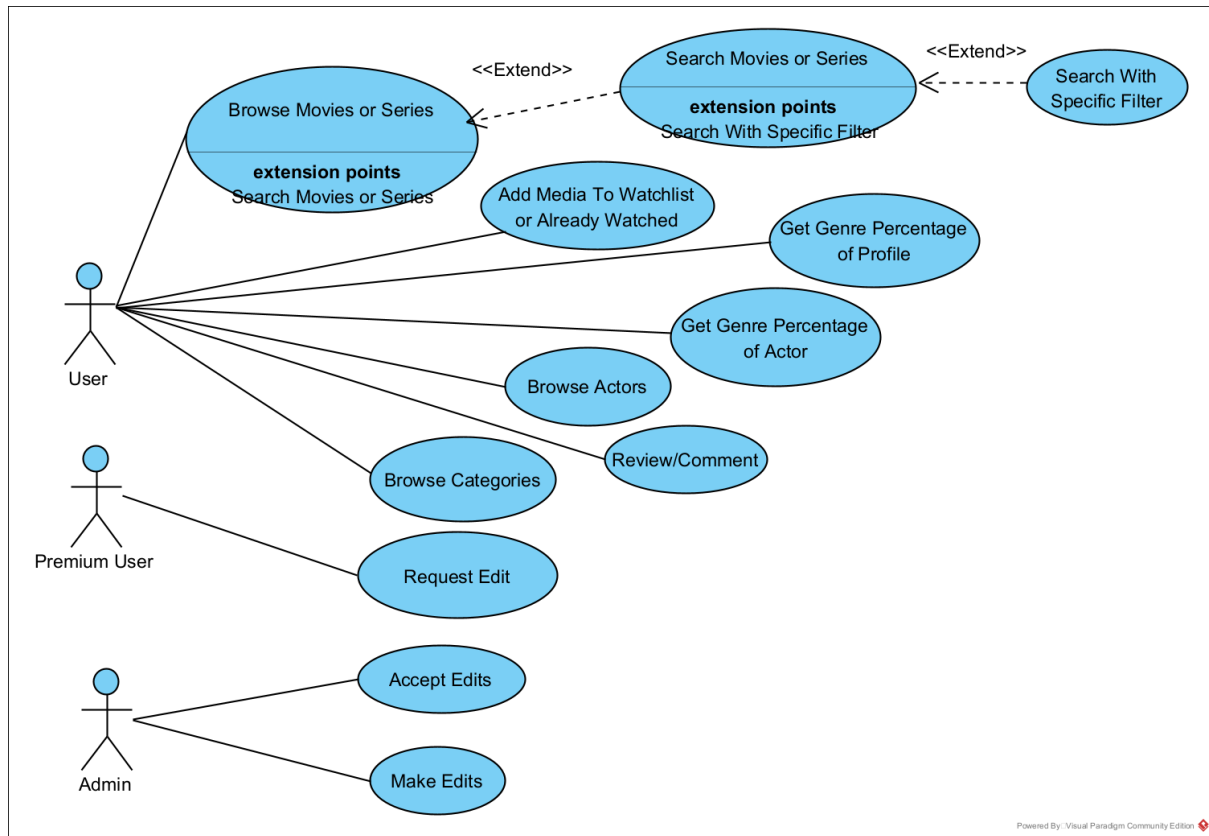 <<Extend>>
Search Movies or Series
extension points
Search With Specific Filter
<<Extend>>
Search With
Specific Filter
Browse Movies or Series
extension points
Search Movies or Series
Add Media To Watchlist
or Already Watched
Get Genre Percentage
of Profile
Get Genre Percentage
of Actor
User
Browse Actors
Review/Comment
Browse Categories
Premium User
Request Edit
Accept Edits
Admin
Make Edits
Powered By: Visual Paradigm Community Edition